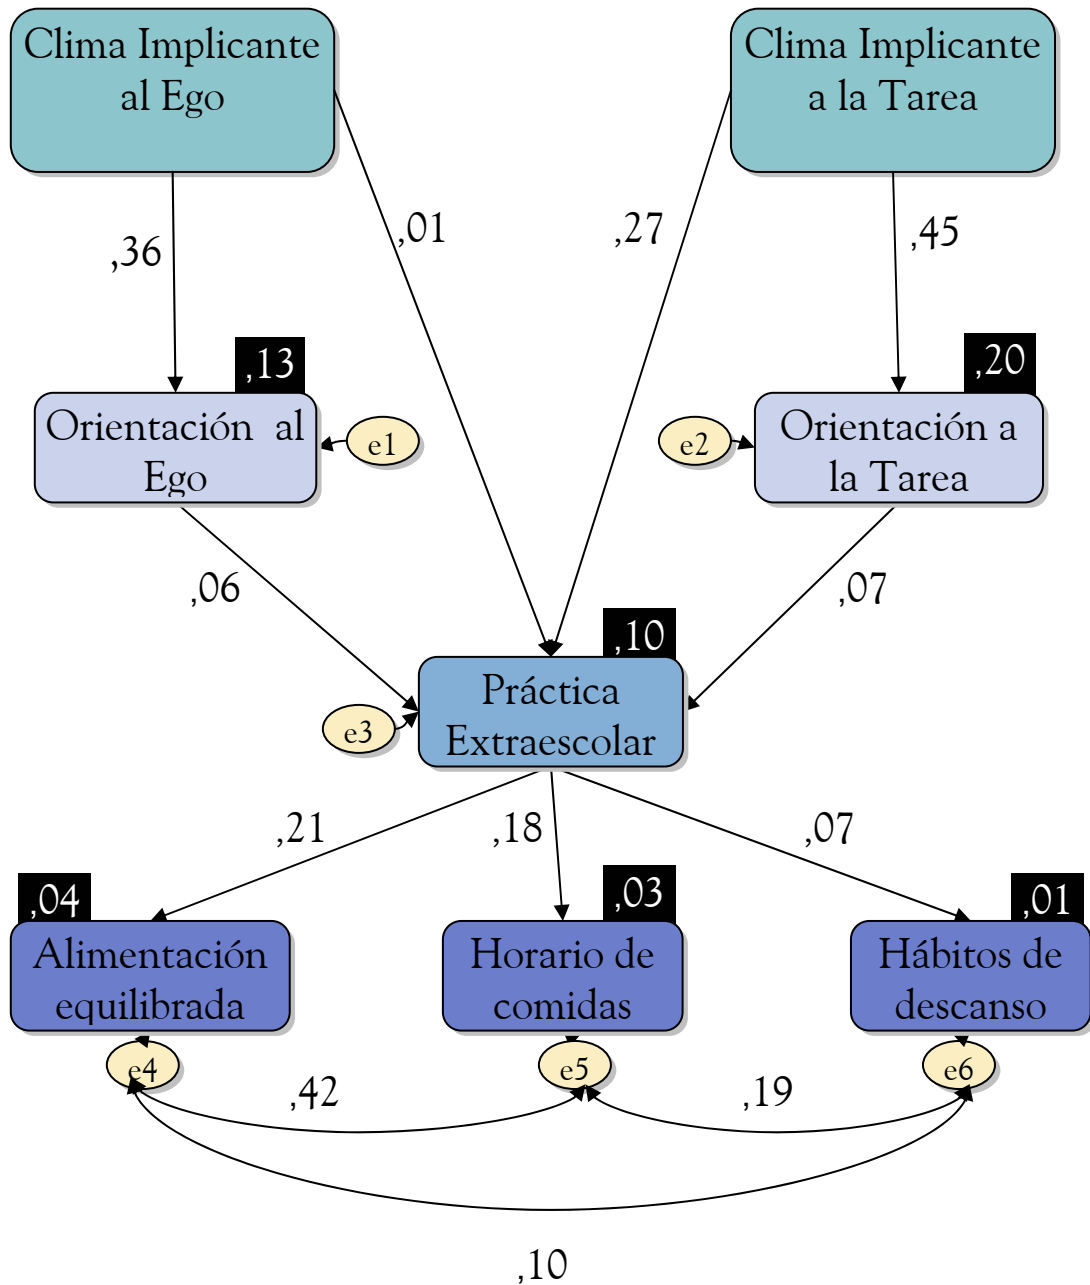 Clima Implicante
al Ego
Clima Implicante
a la Tarea
,36
,01
,27
,45
,13
,20
Orientación al
Ego
e1
e2
Orientación a
la Tarea
,06
,07
,10
Práctica
Extraescolar
e3
,21
,18
,07
,04
,03
,01
Alimentación
equilibrada
Horario de
comidas
Hábitos de
descanso
e4
e5
e6
,42
,19
,10